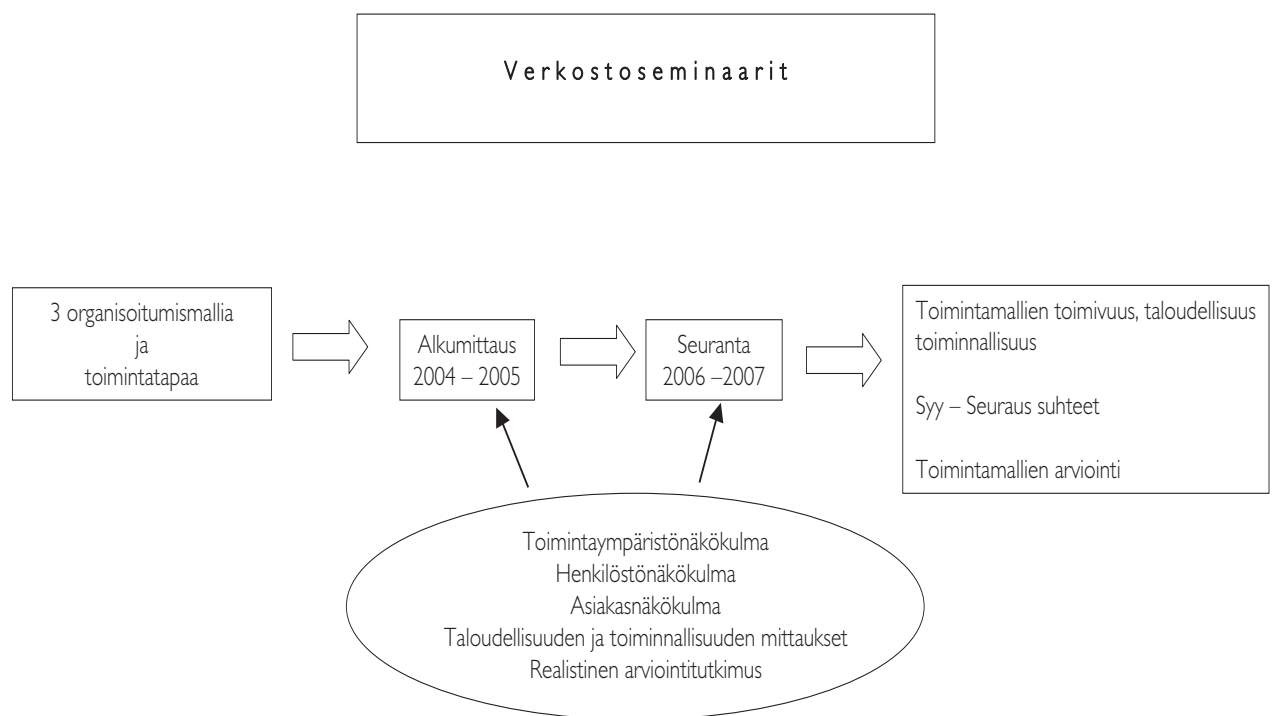 Verkostoseminaarit
3 organisoitumismallia
ja
toimintatapaa
Alkumittaus
2004 – 2005
Seuranta
2006 –2007
Toimintamallien toimivuus, taloudellisuus
toiminnallisuus
Syy – Seuraus suhteet
Toimintamallien arviointi
Toimintaympäristönäkökulma
Henkilöstönäkökulma
Asiakasnäkökulma
Taloudellisuuden ja toiminnallisuuden mittaukset
Realistinen arviointitutkimus